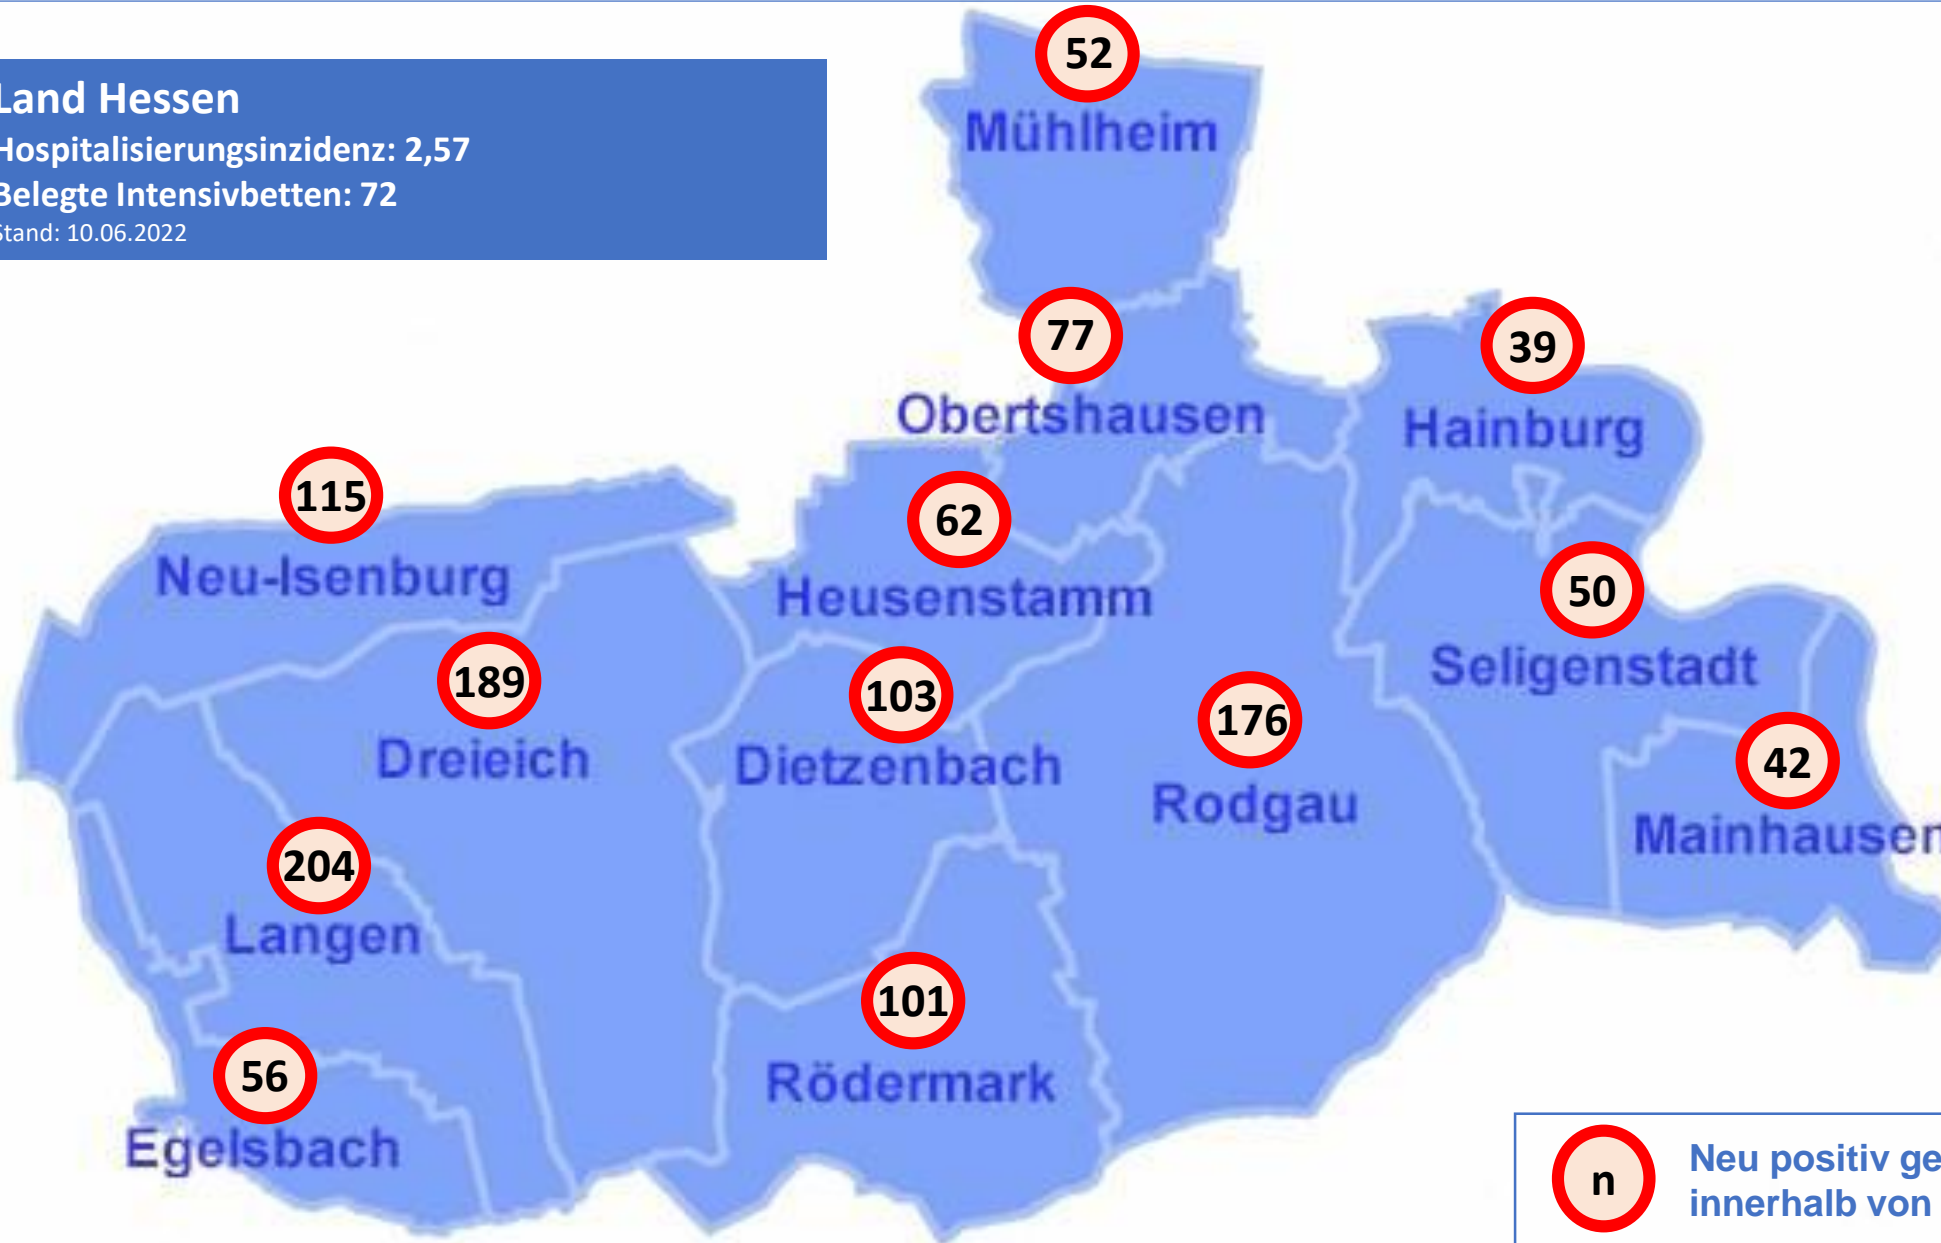 Land Hessen
Hospitalisierungsinzidenz: 2,57
Belegte Intensivbetten: 72
Stand: 10.06.2022
52
Mühlheim
77
Obertshausen
39
Hainburg
115
Neu-Isenburg
62
Heusenstamm
50
Seligenstadt
189
Dreieich
103
Dietzenbach
176
Rodgau
42
Mainhausen
204
Langen
101
Rödermark
56
Egelsbach
n
Neu positiv ge
innerhalb von